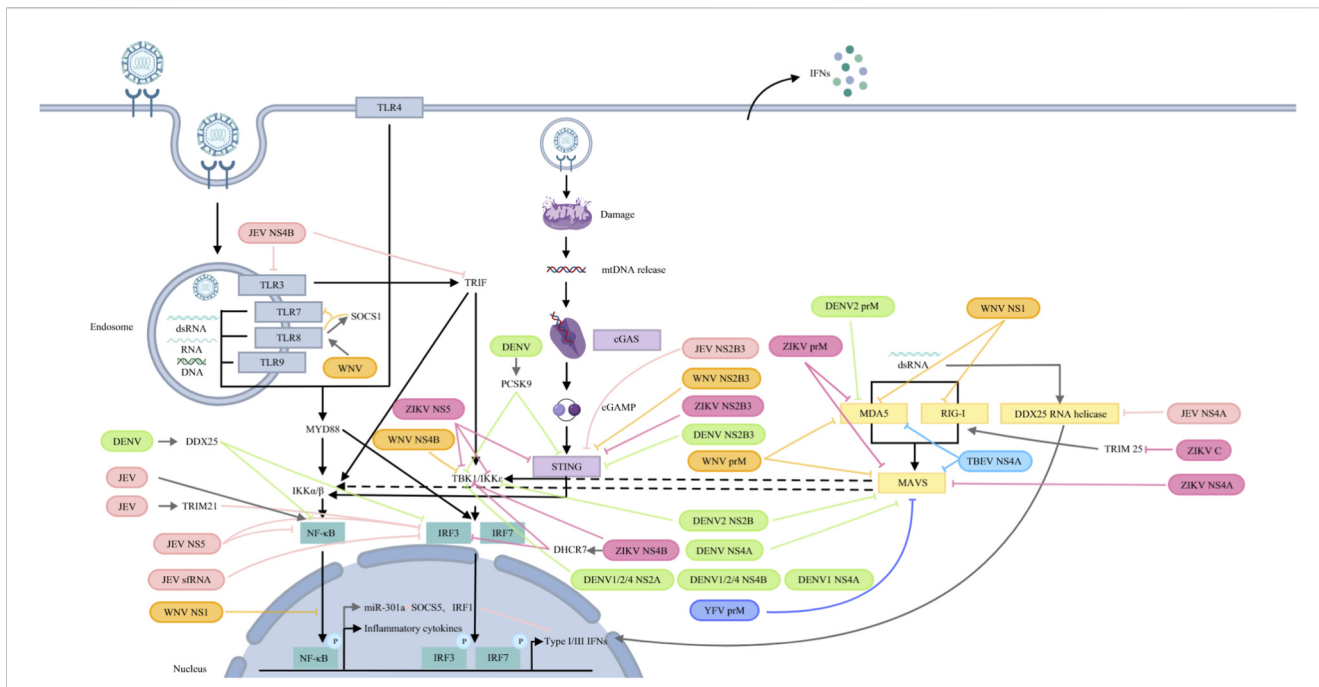 IFNs
TLR4
Damage
JEV NS4B
mtDNA release
TLR3
TRIF
TLR7
SOCS1
Endosome
dsRNA
TLR8
RNA
DNA
TLR9
WNV
cGAS
DENV
PCSK9
cGAMP
JEV NS2B3
WNV NS2B3
ZIKV NS2B3
DENV NS2B3
DENV2 prM
WNV NS1
ZIKV prM
dsRNA
MDA5
RIG-I
DDX25 RNA helicase
JEV NS4A
ZIKV NS5
WNV NS4B
MYD88
DENV
DDX25
WNV prM
TRIM 25
ZIKV C
TBEV NS4A
STING
TBK1/IKKε
MAVS
ZIKV NS4A
JEV
IKKα/β
JEV
TRIM21
NF-κB
IRF3
IRF7
DENV2 NS2B
JEV NS5
DHCR7
ZIKV NS4B
DENV NS4A
JEV sfRNA
DENV1/2/4 NS2A
DENV1/2/4 NS4B
DENV1 NS4A
WNV NS1
miR-301a
SOCS5、IRF1
YFV prM
Inflammatory cytokines
Type I/III IFNs
P
P
P
NF-κB
IRF3
IRF7
Nucleus